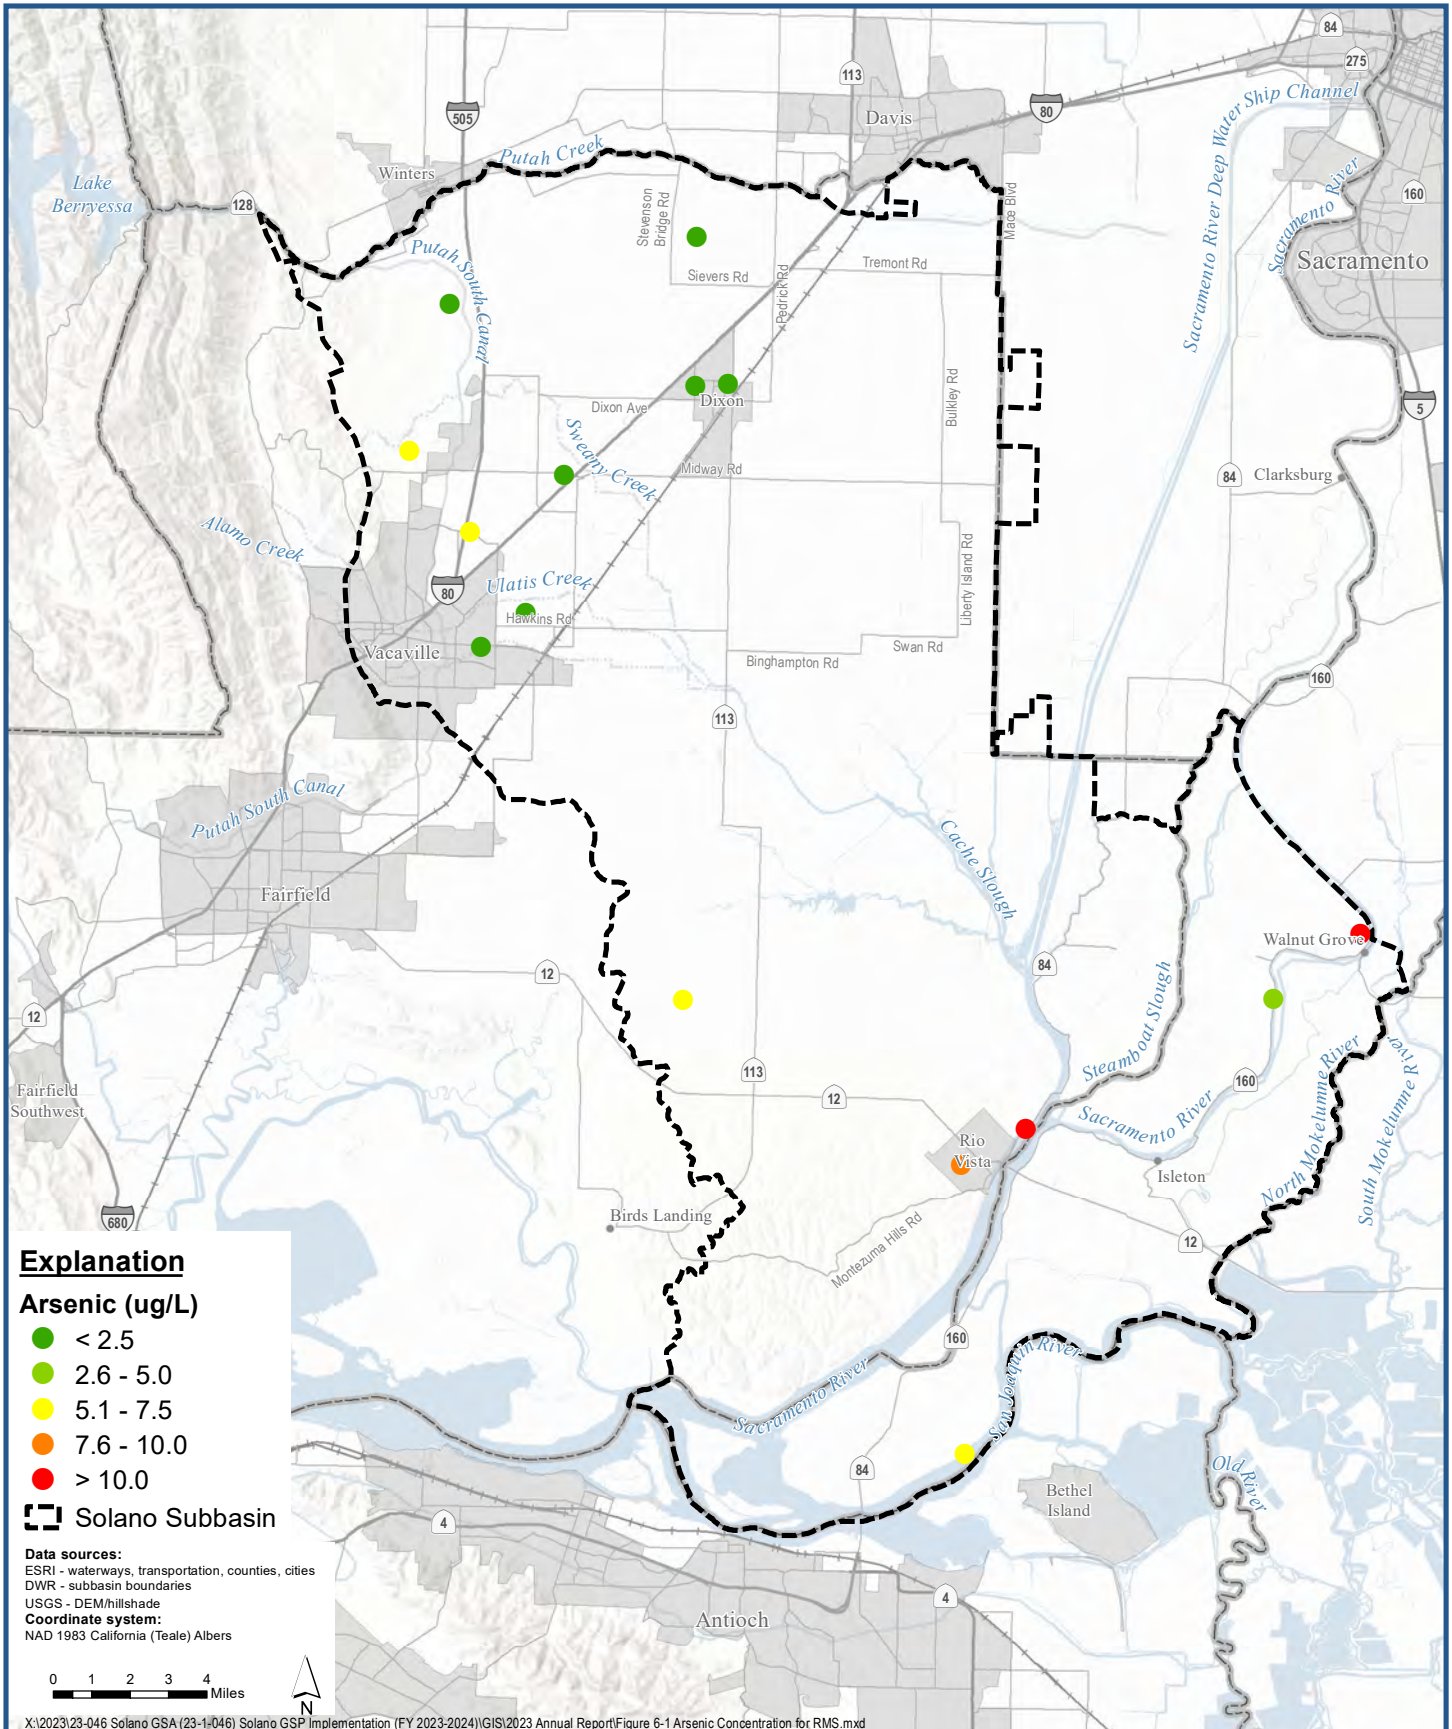 84
275
113
Davis
80
505
Sacramento River Deep Water Ship Channel
Putah Creek
Winters
Lake
Berryessa
128
Stevenson
Bridge Rd
Mace Blvd
Sacramento River
160
Putah South Canal
Sievers Rd
Pedrick Rd
Tremont Rd
Sacramento
Dixon Ave
Dixon
Bulkley Rd
5
Sweany Creek
Midway Rd
84
Clarksburg
Alamo Creek
80
Ulatis Creek
Hawkins Rd
Liberty Island Rd
Vacaville
Binghampton Rd
Swan Rd
160
113
Putah South Canal
Cache Slough
Fairfield
Walnut Grove
12
84
12
Steamboat Slough
113
12
160
Fairfield
Southwest
Sacramento River
North Mokelumne River
South Mokelumne River
Rio
Vista
Isleton
Birds Landing
680
Montezuma Hills Rd
12
160
San Joaquin River
Sacramento River
84
Bethel
Island
Old River
4
4
Antioch
Explanation
Arsenic (ug/L)
< 2.5
2.6 - 5.0
5.1 - 7.5
7.6 - 10.0
> 10.0
Solano Subbasin
Data sources:
ESRI - waterways, transportation, counties, cities
DWR - subbasin boundaries
USGS - DEM/hillshade
Coordinate system:
NAD 1983 California (Teale) Albers
0 1 2 3 4
Miles
N
X:\2023\23-046 Solano GSA (23-1-046) Solano GSP Implementation (FY 2023-2024)\GIS\2023 Annual Report\Figure 6-1 Arsenic Concentration for RMS.mxd